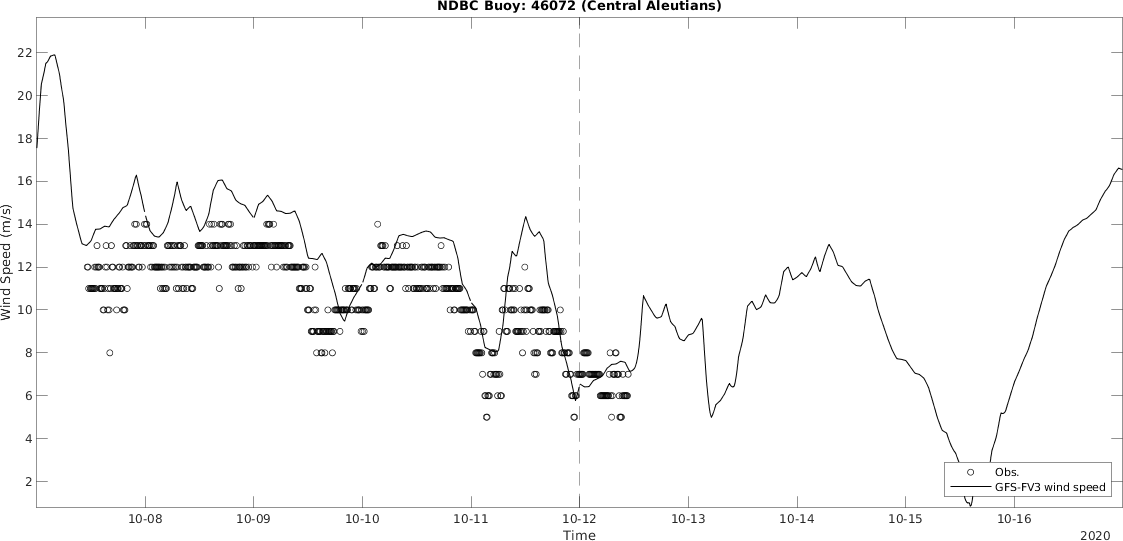 NDBC Buoy: 46072 (Central Aleutians)
22
20
18
16
14
12
10
8
6
4
2
Wind Speed (m/s)
Obs.
GFS-FV3 wind speed
10-08 10-09 10-10 10-11 10-12 10-13 10-14 10-15 10-16
Time
2020